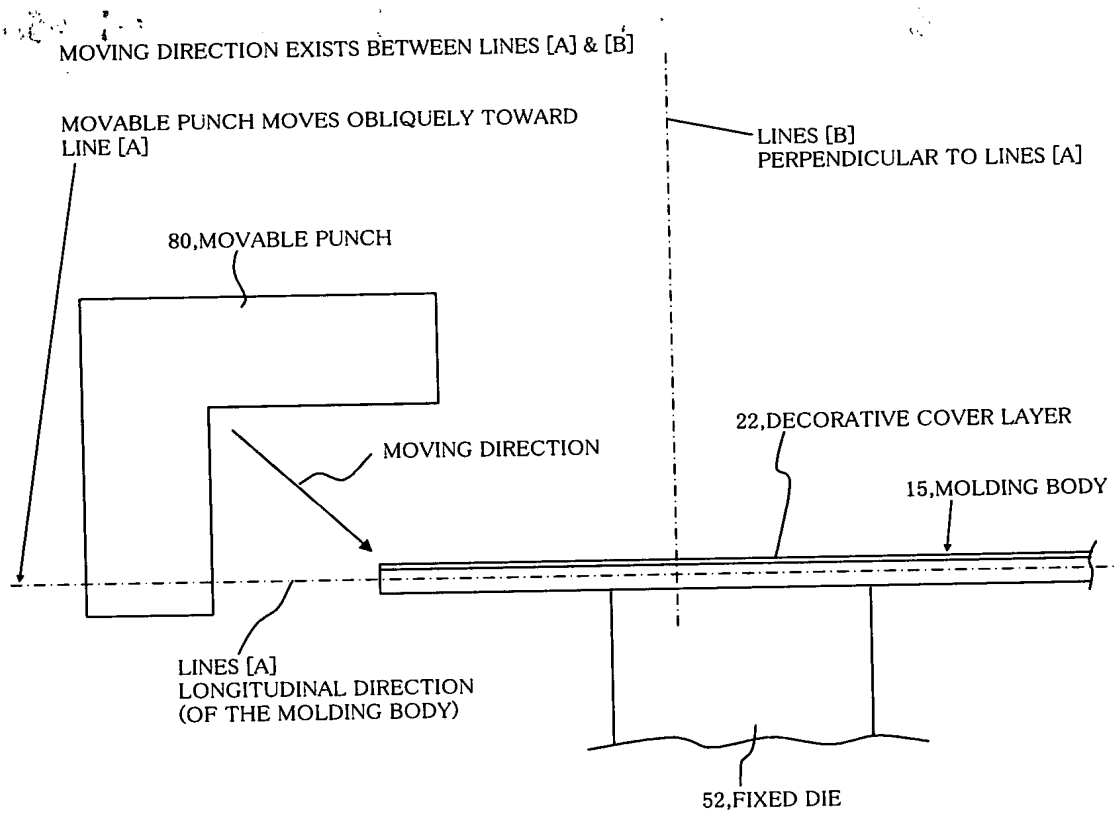 MOVING DIRECTION EXISTS BETWEEN LINES [A] & [B]
MOVABLE PUNCH MOVES OBLIQUELY TOWARD
LINE [A]
LINES [B]
PERPENDICULAR TO LINES [A]
80,MOVABLE PUNCH
MOVING DIRECTION
22,DECORATIVE COVER LAYER
15,MOLDING BODY
LINES [A]
LONGITUDINAL DIRECTION
(OF THE MOLDING BODY)
52,FIXED DIE